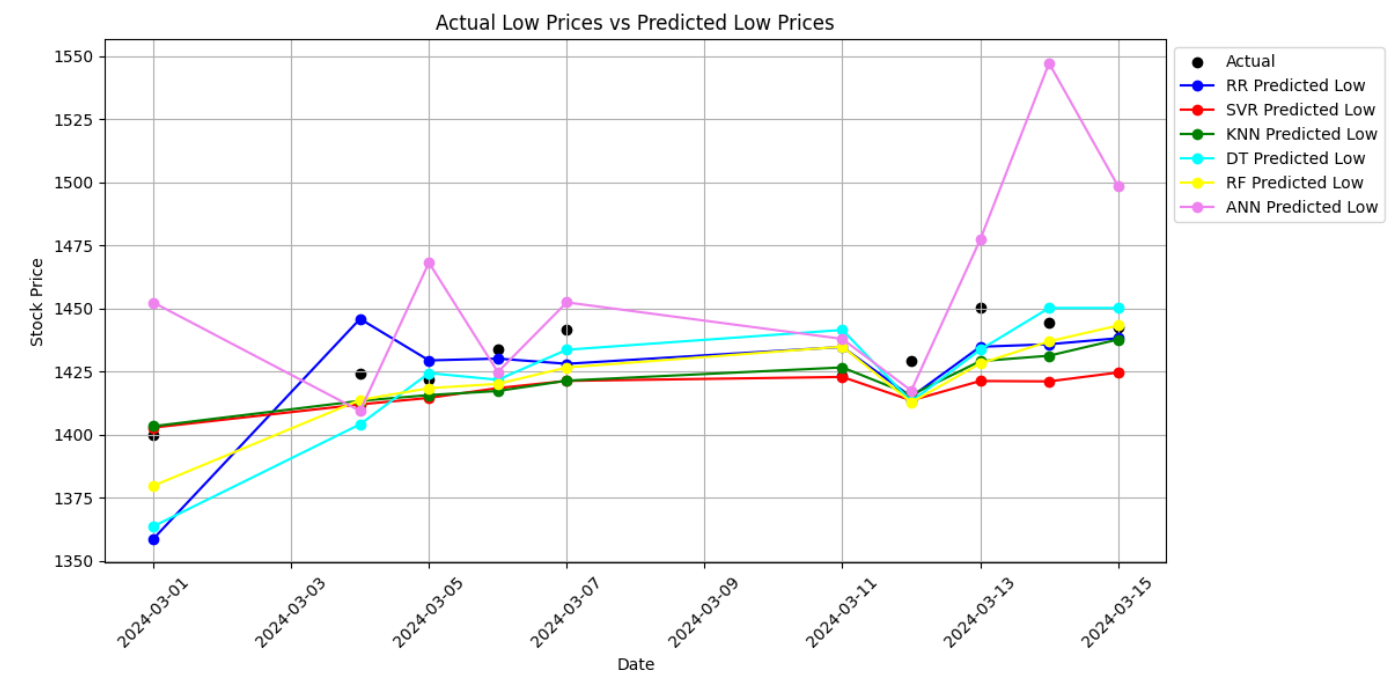 Actual Low Prices vs Predicted Low Prices
1550
1525
1500
1475
1450
1425
1400
1375
1350
Stock Price
2024-03-01
2024-03-03
2024-03-05
2024-03-07
2024-03-09
2024-03-11
2024-03-13
2024-03-15
Date
Actual
RR Predicted Low
SVR Predicted Low
KNN Predicted Low
DT Predicted Low
RF Predicted Low
ANN Predicted Low